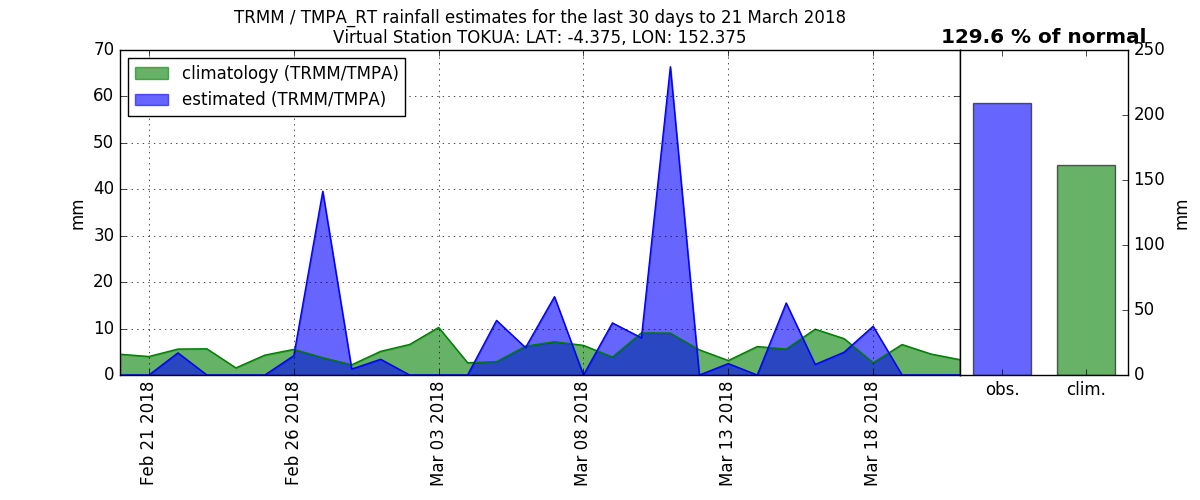 TRMM / TMPA_RT rainfall estimates for the last 30 days to 21 March 2018
Virtual Station TOKUA: LAT: -4.375, LON: 152.375
129.6 % of normal
climatology (TRMM/TMPA)
estimated (TRMM/TMPA)
70
60
50
40
30
20
10
0
mm
Feb 21 2018
Feb 26 2018
Mar 03 2018
Mar 08 2018
Mar 13 2018
Mar 18 2018
obs.
clim.
250
200
150
100
50
0
mm